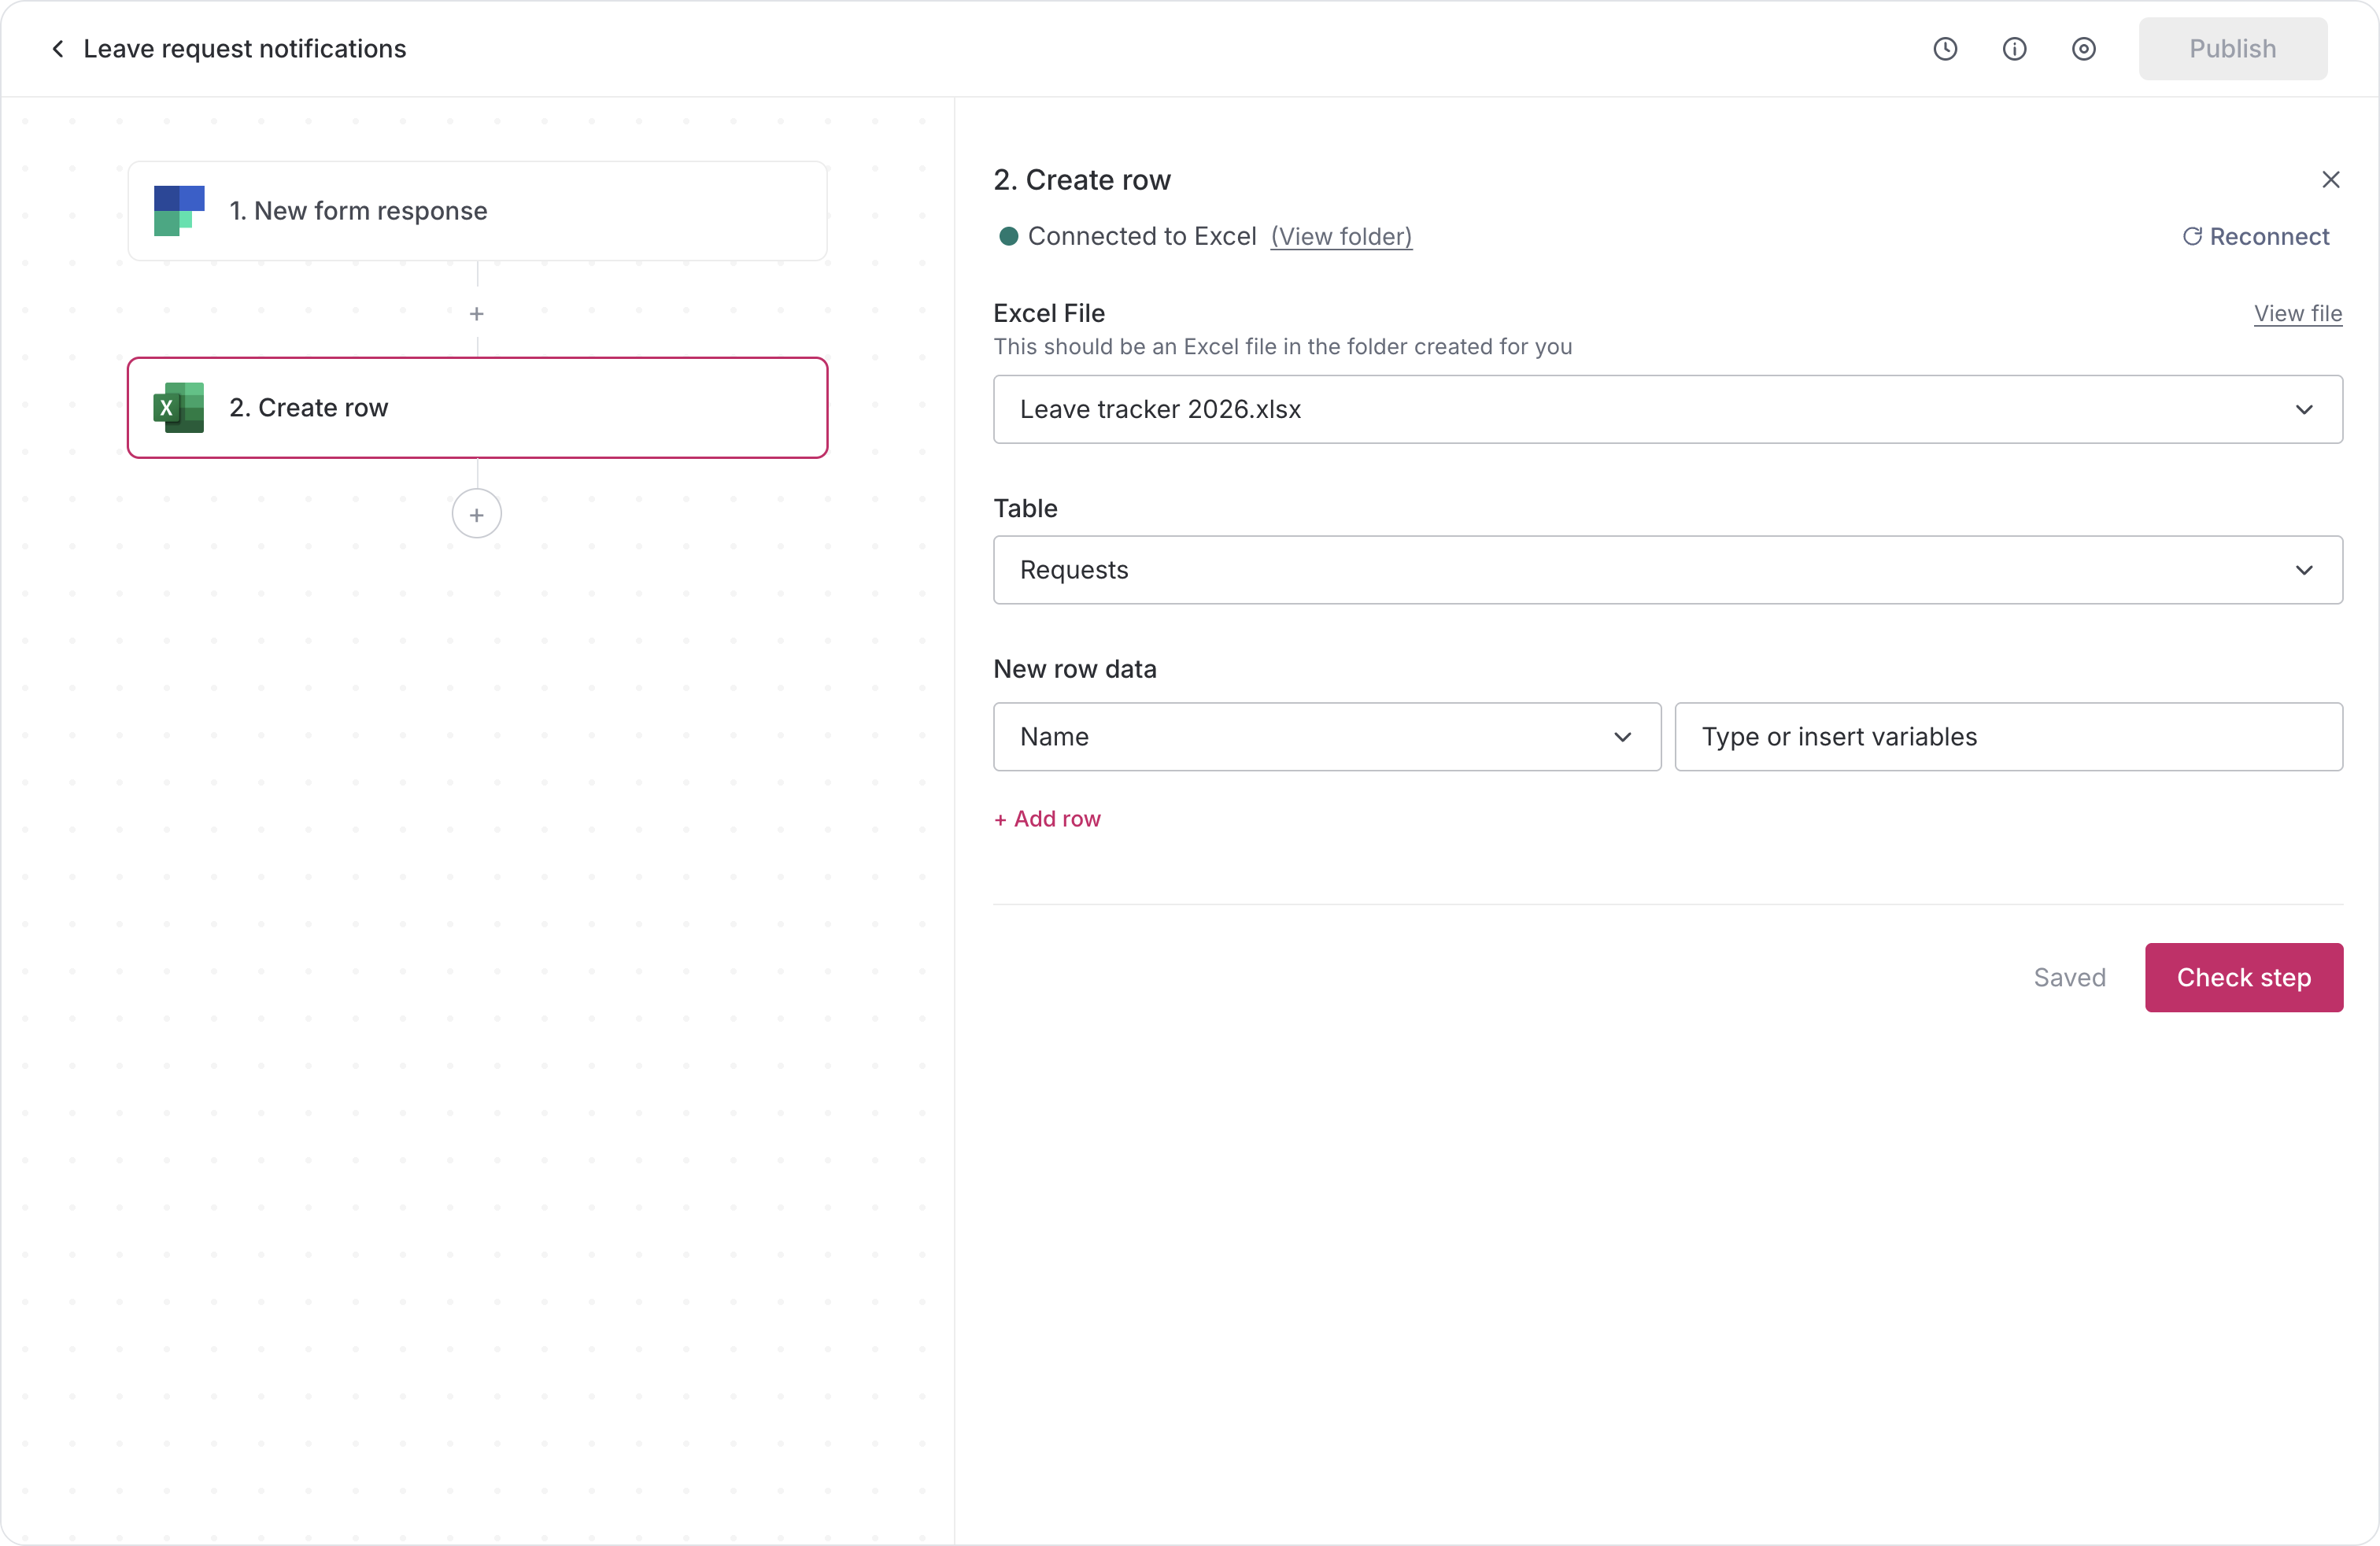 Leave request notifications
Publish
1. New form response
+
X
2. Create row
+
2. Create row
Connected to Excel (View folder)
Reconnect
Excel File
View file
This should be an Excel file in the folder created for you
Leave tracker 2026.xlsx
Table
Requests
New row data
Name
Type or insert variables
+ Add row
Saved
Check step